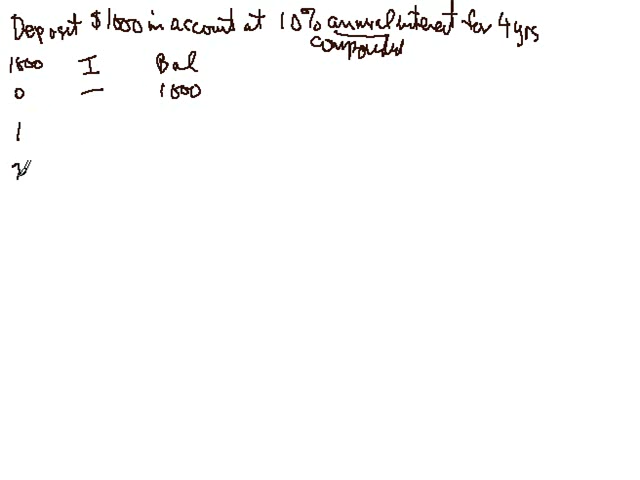 Deposit $1000 in account at 10% annual interest for 4 yrs
compounded
1000 I Bal
0 — 1000
1
2